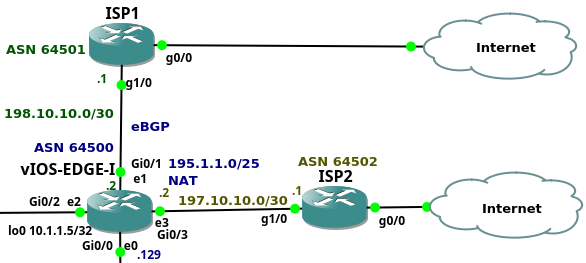 ISP1
ASN 64501
g0/0
Internet
.1
g1/0
198.10.10.0/30
eBGP
ASN 64500
vIOS-EDGE-I
Gi0/1
195.1.1.0/25
ASN 64502
e1
NAT
ISP2
.2
.2
197.10.10.0/30
.1
Gi0/2
e2
Internet
g1/0
g0/0
e3
lo0 10.1.1.5/32
Gi0/3
Gi0/0
e0
.129